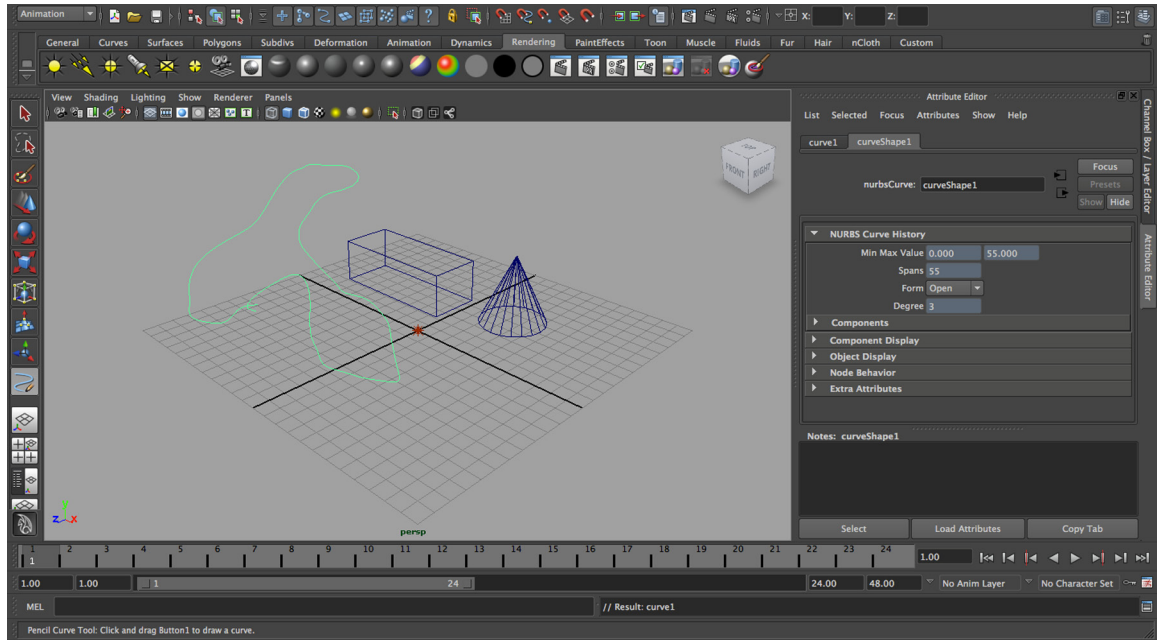 Animation X: Y: Z:
General Curves Surfaces Polygons Subdivs Deformation Animation Dynamics Rendering PaintEffects Toon Muscle Fluids Fur Hair nCloth Custom
View Shading Lighting Show Renderer Panels
FRONT RIGHT
persp
Attribute Editor
List Selected Focus Attributes Show Help
curve1 curveShape1
Focus
nurbsCurve: curveShape1 Presets
Show Hide
NURBS Curve History
Min Max Value 0.000 55.000
Spans 55
Form Open
Degree 3
Components
Component Display
Object Display
Node Behavior
Extra Attributes
Notes: curveShape1
Select Load Attributes Copy Tab
Channel Box / Layer Editor
Attribute Editor
1 2 3 4 5 6 7 8 9 10 11 12 13 14 15 16 17 18 19 20 21 22 23 24
1 1.00
1.00 1.00 1 24 24.00 48.00 No Anim Layer No Character Set
MEL // Result: curve1
Pencil Curve Tool: Click and drag Button1 to draw a curve.